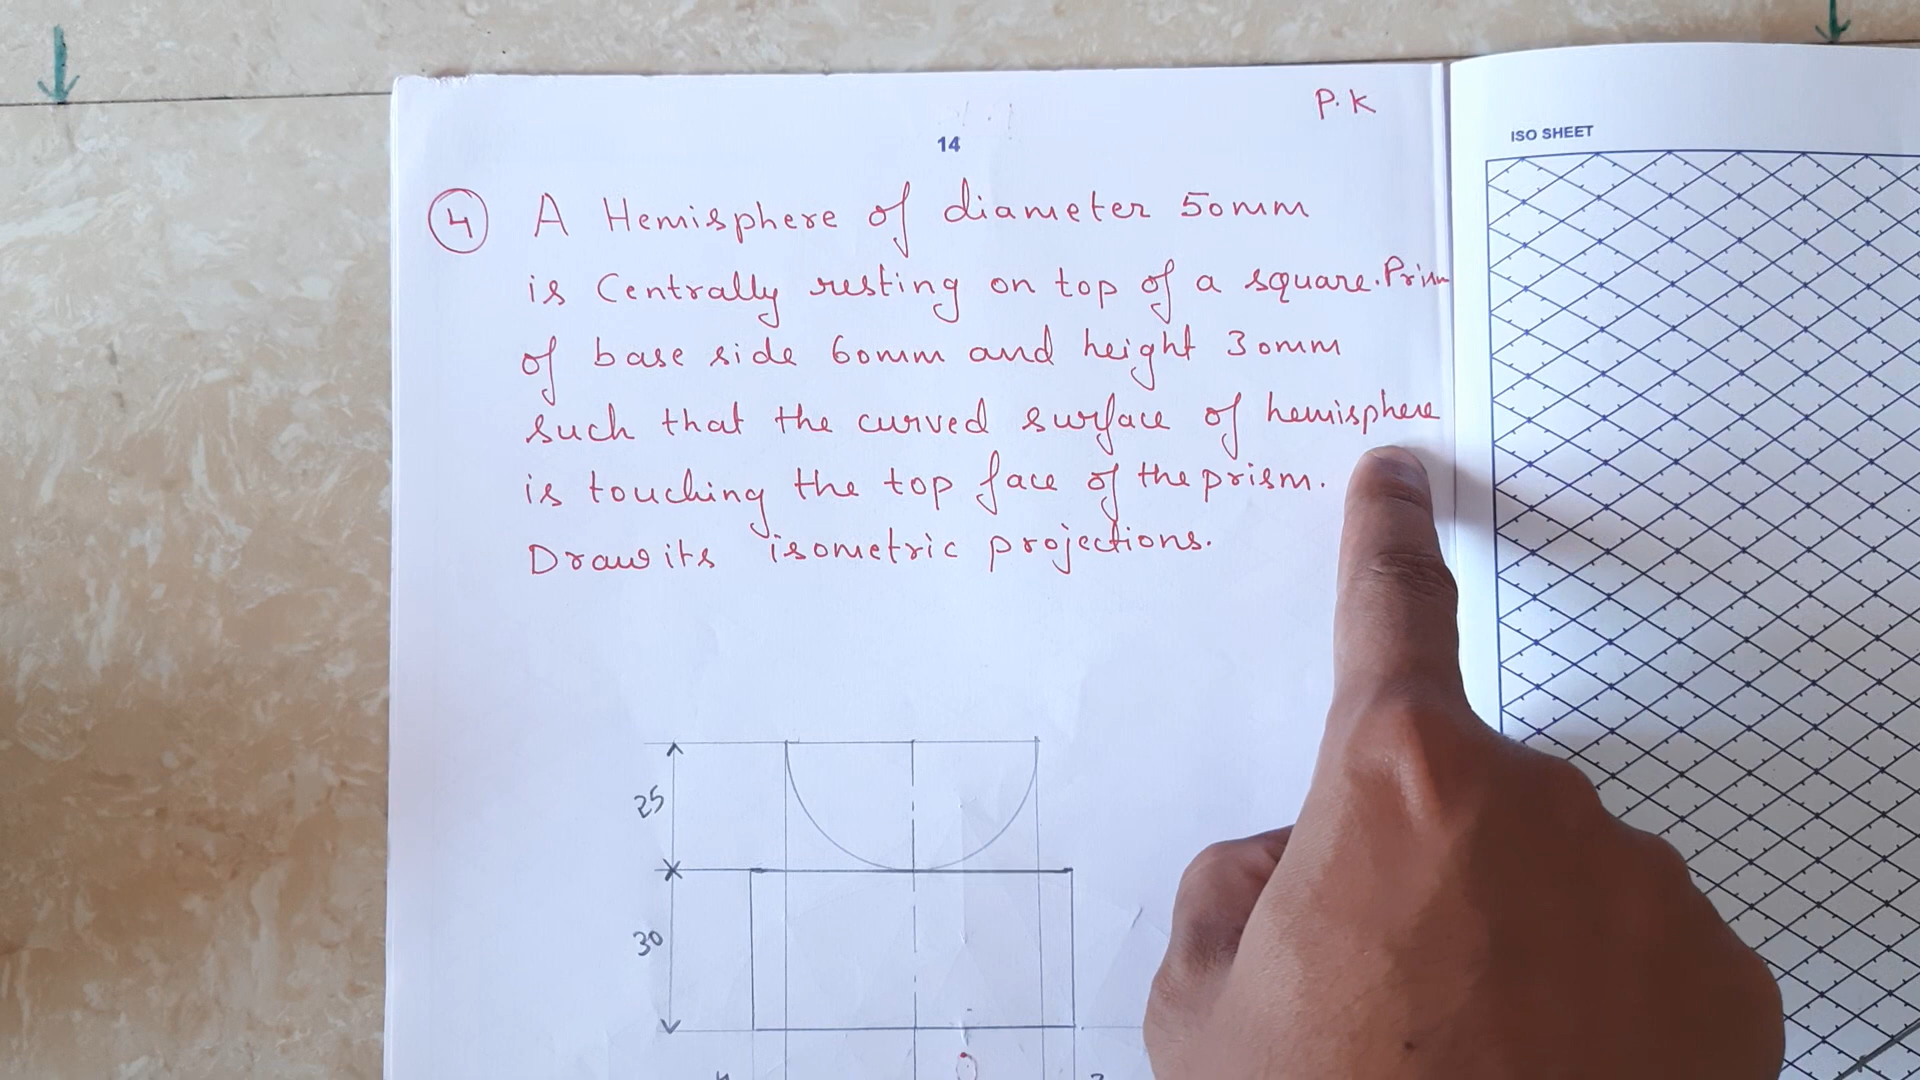 P.K
14
ISO SHEET
4 A Hemisphere of diameter 50mm
is Centrally resting on top of a square.Prism
of base side 60mm and height 30mm
such that the curved surface of hemisphere
is touching the top face of the prism.
Draw its isometric projections.
25
30